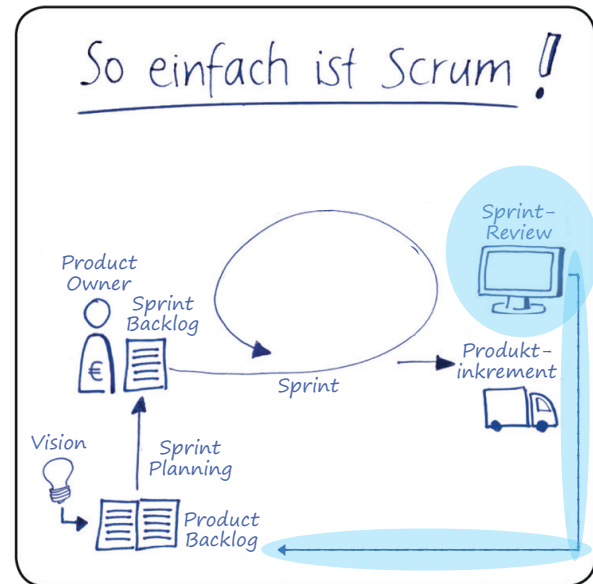 So einfach ist Scrum!
Sprint-
Review
Product
Owner
Sprint
Backlog
€
Sprint
Produkt-
inkrement
Vision
Sprint
Planning
Product
Backlog